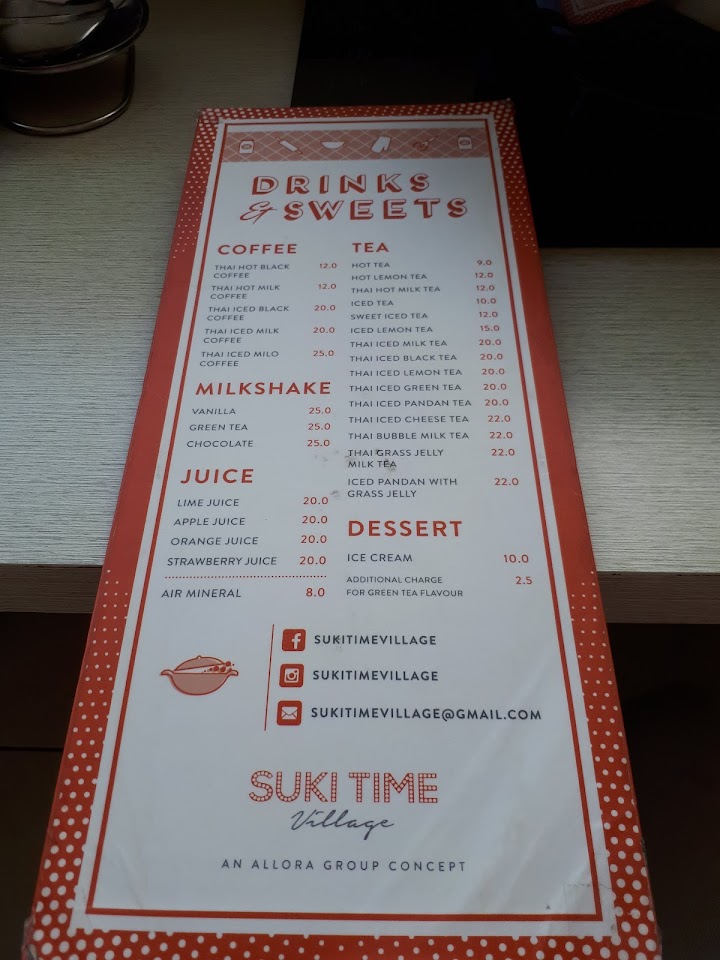 DRINKS
& SWEETS
COFFEE
THAI HOT BLACK 12.0
COFFEE
THAI HOT MILK 12.0
COFFEE
THAI ICED BLACK 20.0
COFFEE
THAI ICED MILK 20.0
COFFEE
THAI ICED MILO 25.0
COFFEE
MILKSHAKE
VANILLA 25.0
GREEN TEA 25.0
CHOCOLATE 25.0
JUICE
LIME JUICE 20.0
APPLE JUICE 20.0
ORANGE JUICE 20.0
STRAWBERRY JUICE 20.0
AIR MINERAL 8.0
TEA
HOT TEA 9.0
HOT LEMON TEA 12.0
THAI HOT MILK TEA 12.0
ICED TEA 10.0
SWEET ICED TEA 12.0
ICED LEMON TEA 15.0
THAI ICED MILK TEA 20.0
THAI ICED BLACK TEA 20.0
THAI ICED LEMON TEA 20.0
THAI ICED GREEN TEA 20.0
THAI ICED PANDAN TEA 20.0
THAI ICED CHEESE TEA 22.0
THAI BUBBLE MILK TEA 22.0
THAI GRASS JELLY 22.0
MILK TEA
ICED PANDAN WITH 22.0
GRASS JELLY
DESSERT
ICE CREAM 10.0
ADDITIONAL CHARGE 2.5
FOR GREEN TEA FLAVOUR
SUKITIMEVILLAGE
SUKITIMEVILLAGE
SUKITIMEVILLAGE@GMAIL.COM
SUKI TIME
Village
AN ALLORA GROUP CONCEPT